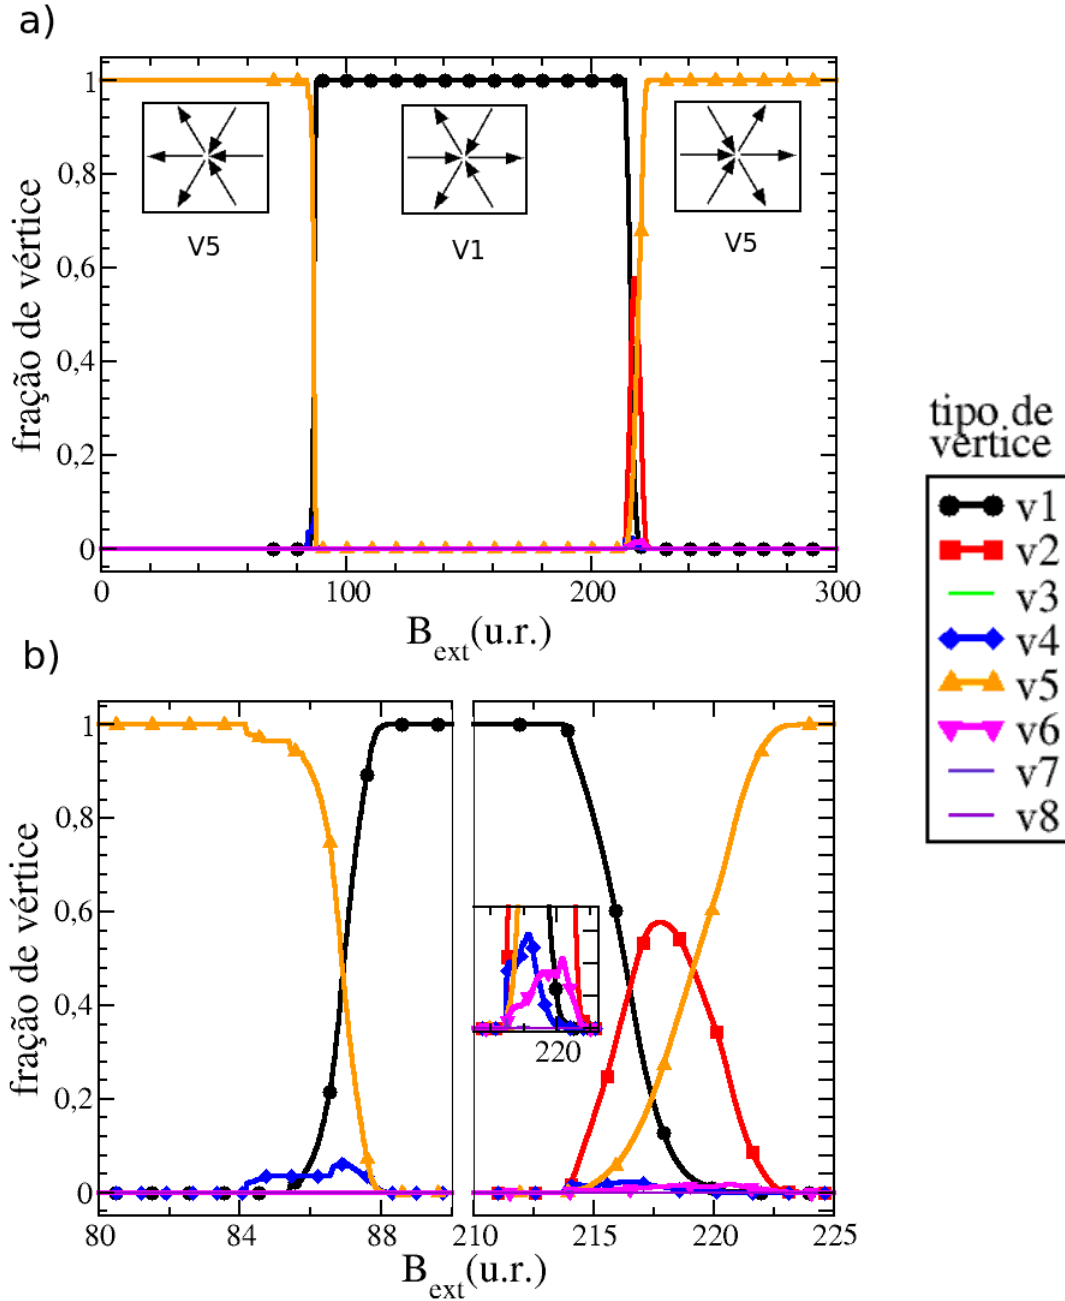 a)
1
0,8
0,6
0,4
0,2
0
fração de vértice
V5
V1
V5
0 100 200 300
B_ext(u.r.)
tipo de
vértice
v1
v2
v3
v4
v5
v6
v7
v8
b)
1
0,8
0,6
0,4
0,2
0
fração de vértice
220
80 84 88 210 215 220 225
B_ext(u.r.)